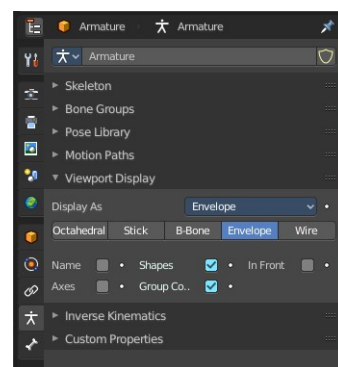 Armature Armature
Armature
Skeleton
Bone Groups
Pose Library
Motion Paths
Viewport Display
Display As Envelope
Octahedral Stick B-Bone Envelope Wire
Name Shapes In Front
Axes Group Co..
Inverse Kinematics
Custom Properties